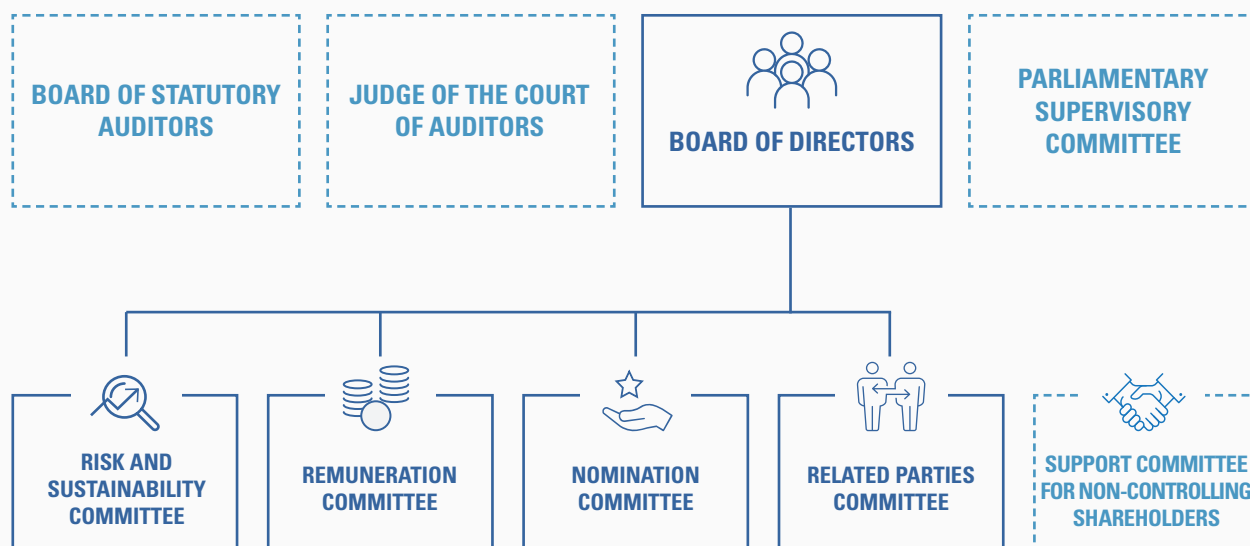 BOARD OF STATUTORY
AUDITORS
JUDGE OF THE COURT
OF AUDITORS
BOARD OF DIRECTORS
PARLIAMENTARY
SUPERVISORY
COMMITTEE
RISK AND
SUSTAINABILITY
COMMITTEE
REMUNERATION
COMMITTEE
NOMINATION
COMMITTEE
RELATED PARTIES
COMMITTEE
SUPPORT COMMITTEE
FOR NON-CONTROLLING
SHAREHOLDERS